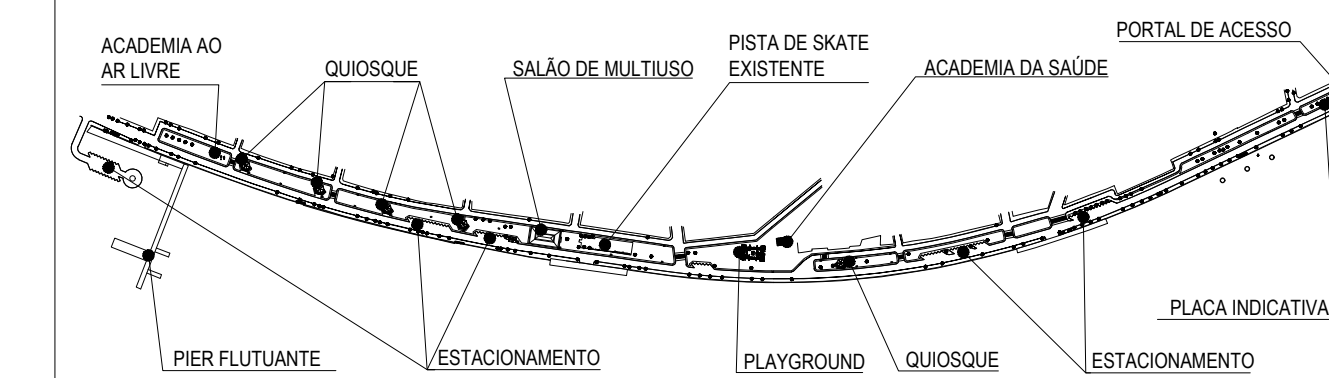 ACADEMIA AO
AR LIVRE
QUIOSQUE
SALÃO DE MULTIUSO
PISTA DE SKATE
EXISTENTE
ACADEMIA DA SAÚDE
PORTAL DE ACESSO
PIER FLUTUANTE
ESTACIONAMENTO
PLAYGROUND
QUIOSQUE
ESTACIONAMENTO
PLACA INDICATIVA